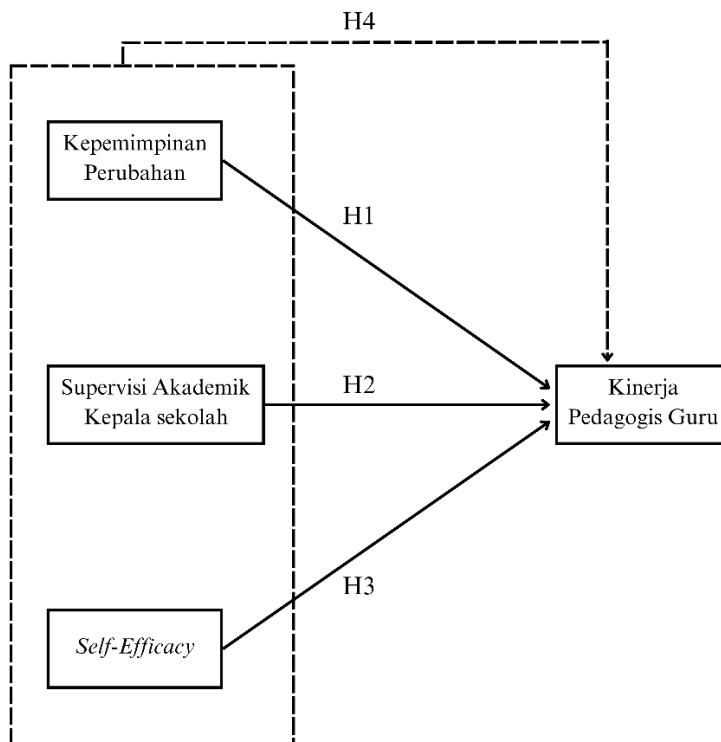 H4
Kepemimpinan
Perubahan
H1
Supervisi Akademik
Kepala sekolah
H2
Kinerja
Pedagogis Guru
H3
Self-Efficacy